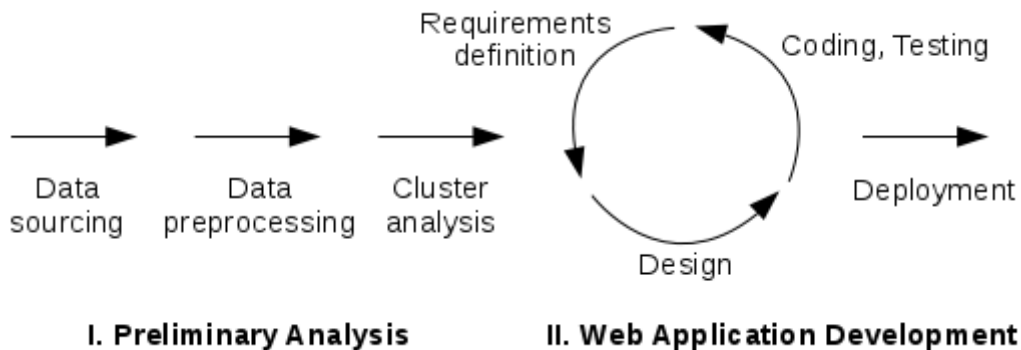 Requirements
definition
Coding, Testing
Data
sourcing
Data
preprocessing
Cluster
analysis
Deployment
Design
I. Preliminary Analysis
II. Web Application Development